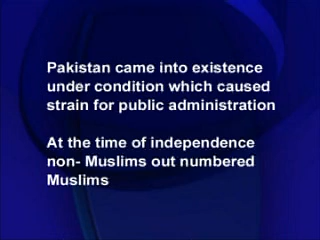 Pakistan came into existence
under condition which caused
strain for public administration
At the time of independence
non- Muslims out numbered
Muslims